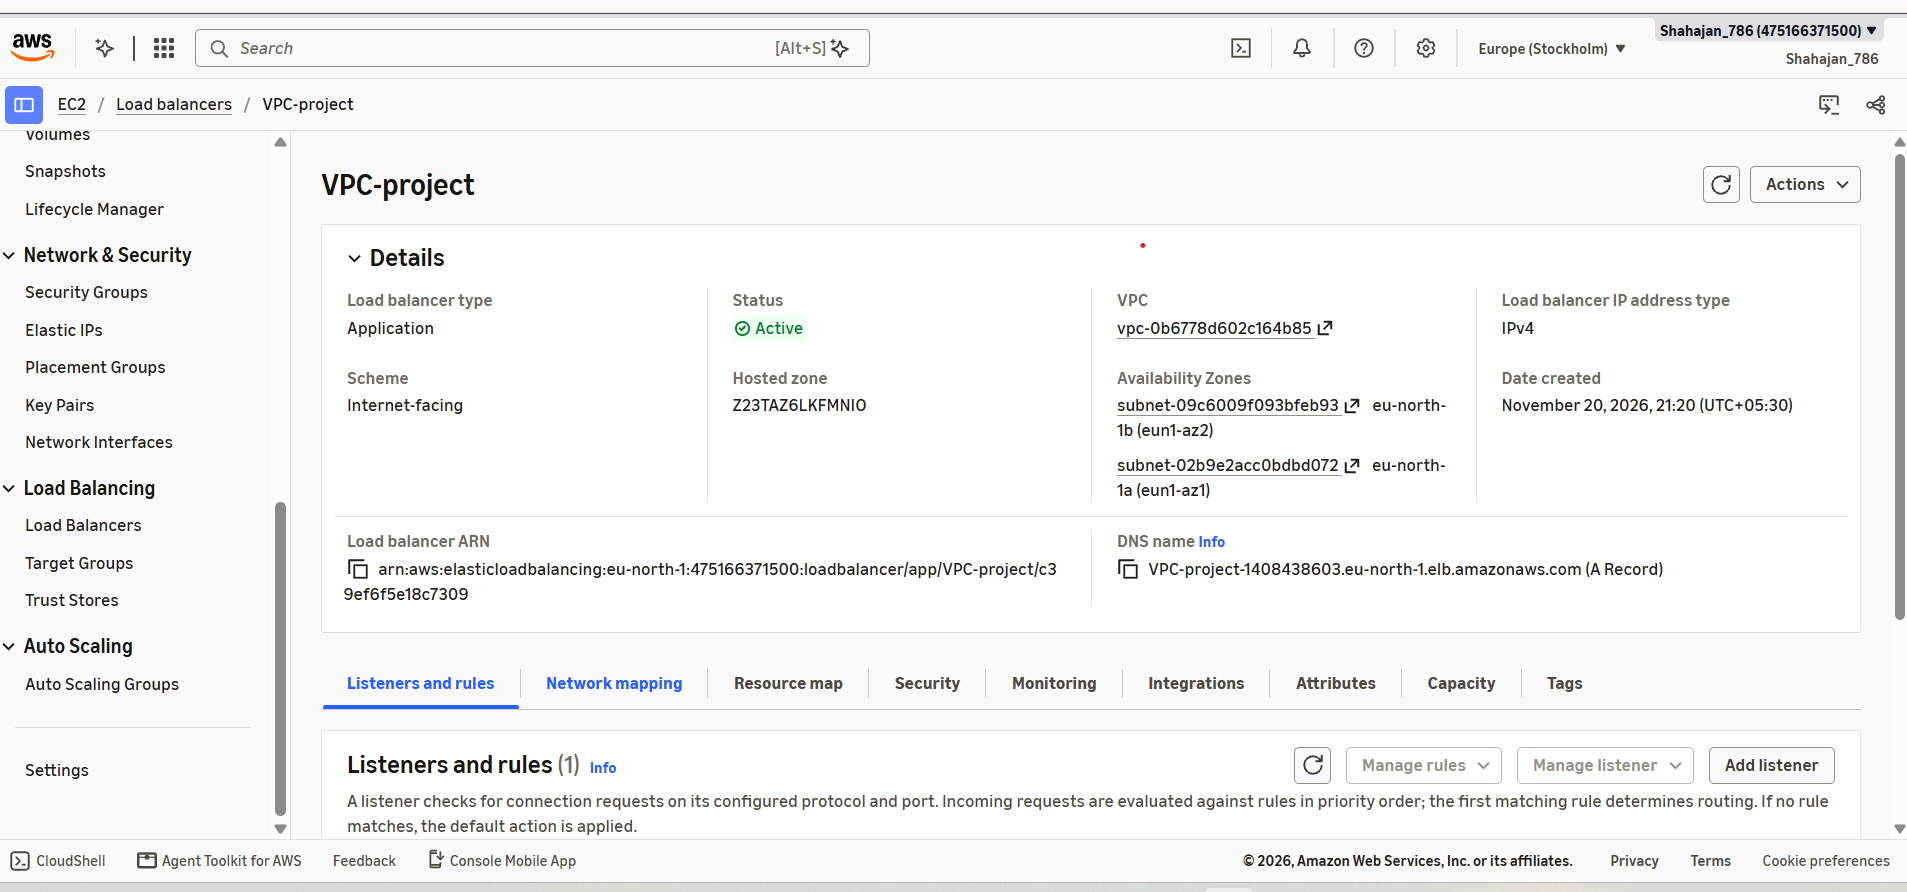 aws
Search
[Alt+S]
Europe (Stockholm)
Shahajan_786 (475166371500)
Shahajan_786
EC2 / Load balancers / VPC-project
Volumes
Snapshots
Lifecycle Manager
Network & Security
Security Groups
Elastic IPs
Placement Groups
Key Pairs
Network Interfaces
Load Balancing
Load Balancers
Target Groups
Trust Stores
Auto Scaling
Auto Scaling Groups
Settings
VPC-project
Actions
Details
Load balancer type
Application
Status
Active
VPC
vpc-0b6778d602c164b85
Load balancer IP address type
IPv4
Scheme
Internet-facing
Hosted zone
Z23TAZ6LKFMNIO
Availability Zones
subnet-09c6009f093bfeb93 eu-north-
1b (eun1-az2)
subnet-02b9e2acc0bdbd072 eu-north-
1a (eun1-az1)
Date created
November 20, 2026, 21:20 (UTC+05:30)
Load balancer ARN
arn:aws:elasticloadbalancing:eu-north-1:475166371500:loadbalancer/app/VPC-project/c3
9ef6f5e18c7309
DNS name Info
VPC-project-1408438603.eu-north-1.elb.amazonaws.com (A Record)
Listeners and rules
Network mapping
Resource map
Security
Monitoring
Integrations
Attributes
Capacity
Tags
Listeners and rules (1) Info
Manage rules
Manage listener
Add listener
A listener checks for connection requests on its configured protocol and port. Incoming requests are evaluated against rules in priority order; the first matching rule determines routing. If no rule
matches, the default action is applied.
CloudShell
Agent Toolkit for AWS
Feedback
Console Mobile App
© 2026, Amazon Web Services, Inc. or its affiliates.
Privacy
Terms
Cookie preferences